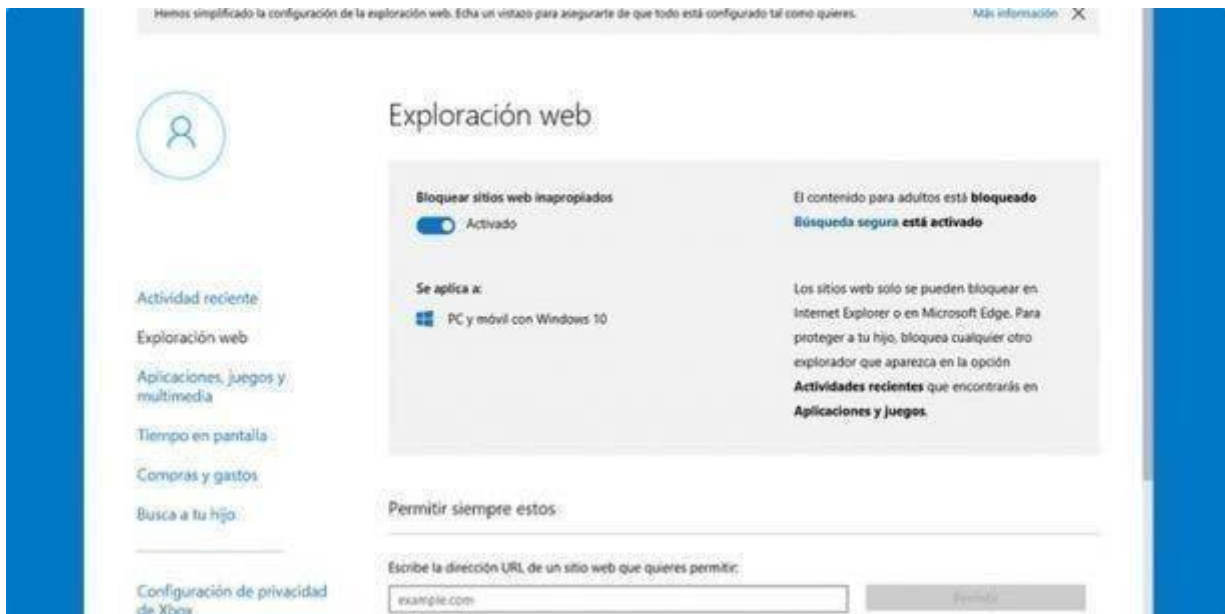 Hemos simplificado la configuración de la exploración web. Echa un vistazo para asegurarte de que todo está configurado tal como quieres.
Más información
Exploración web
Bloquear sitios web inapropiados
Activado
El contenido para adultos está bloqueado
Búsqueda segura está activado
Se aplica a:
PC y móvil con Windows 10
Los sitios web solo se pueden bloquear en
Internet Explorer o en Microsoft Edge. Para
proteger a tu hijo, bloquea cualquier otro
explorador que aparezca en la opción
Actividades recientes que encontrarás en
Aplicaciones y juegos.
Actividad reciente
Exploración web
Aplicaciones, juegos y
multimedia
Tiempo en pantalla
Compras y gastos
Busca a tu hijo
Configuración de privacidad
de Xbox
Permitir siempre estos
Escribe la dirección URL de un sitio web que quieres permitir:
example.com
Permitir